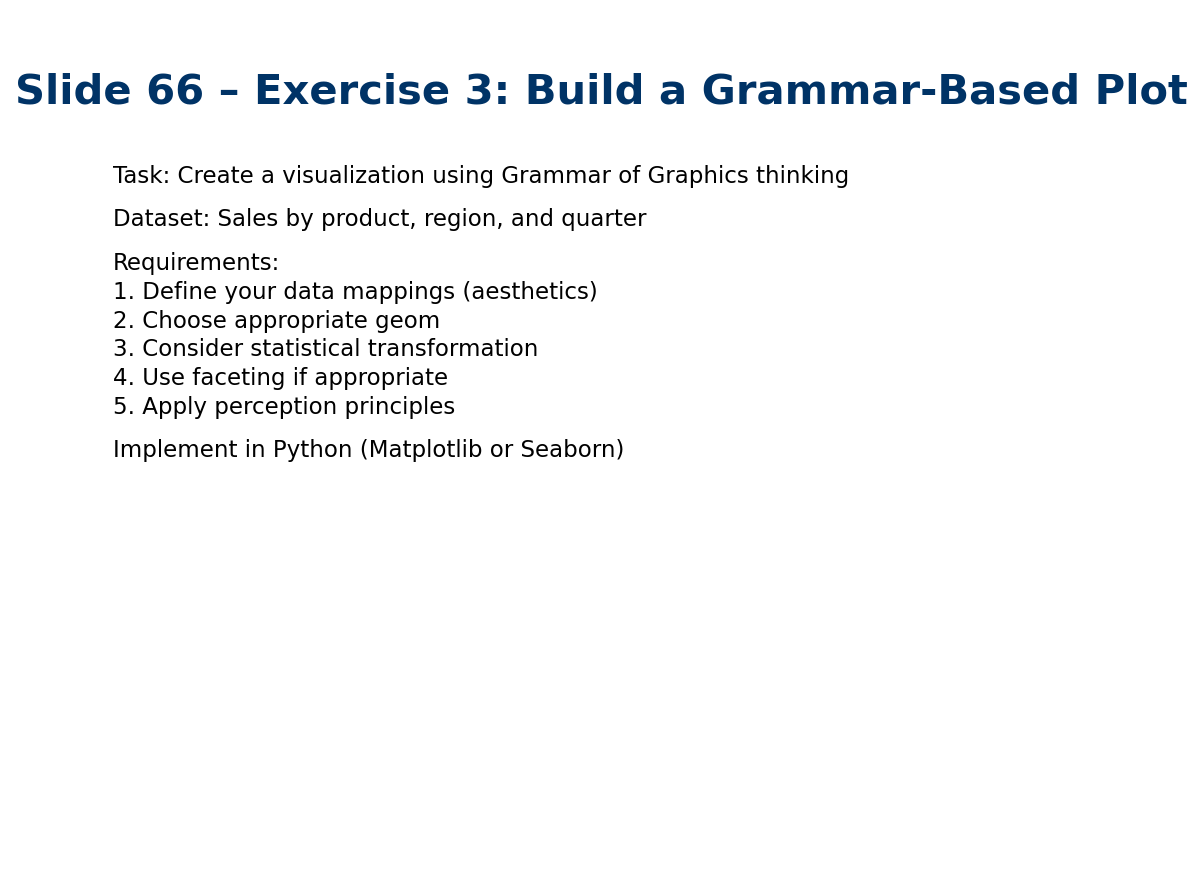 Slide 66 – Exercise 3: Build a Grammar-Based Plot
Task: Create a visualization using Grammar of Graphics thinking
Dataset: Sales by product, region, and quarter
Requirements:
1. Define your data mappings (aesthetics)
2. Choose appropriate geom
3. Consider statistical transformation
4. Use faceting if appropriate
5. Apply perception principles
Implement in Python (Matplotlib or Seaborn)